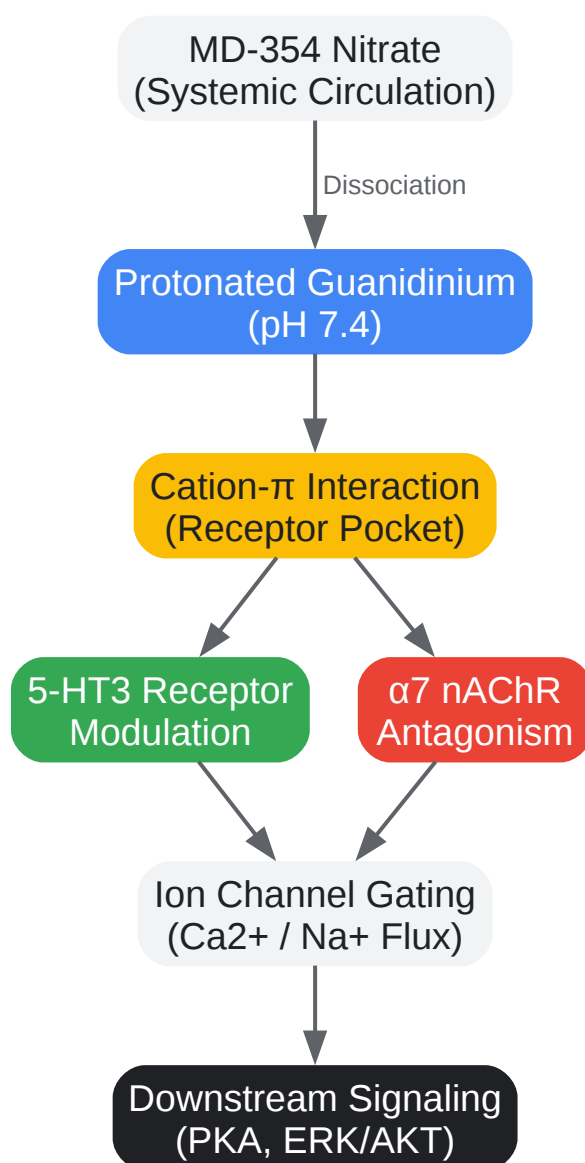 MD-354 Nitrate
(Systemic Circulation)
Dissociation
Protonated Guanidinium
(pH 7.4)
Cation-π Interaction
(Receptor Pocket)
5-HT3 Receptor
Modulation
α7 nAChR
Antagonism
Ion Channel Gating
(Ca2+ / Na+ Flux)
Downstream Signaling
(PKA, ERK/AKT)